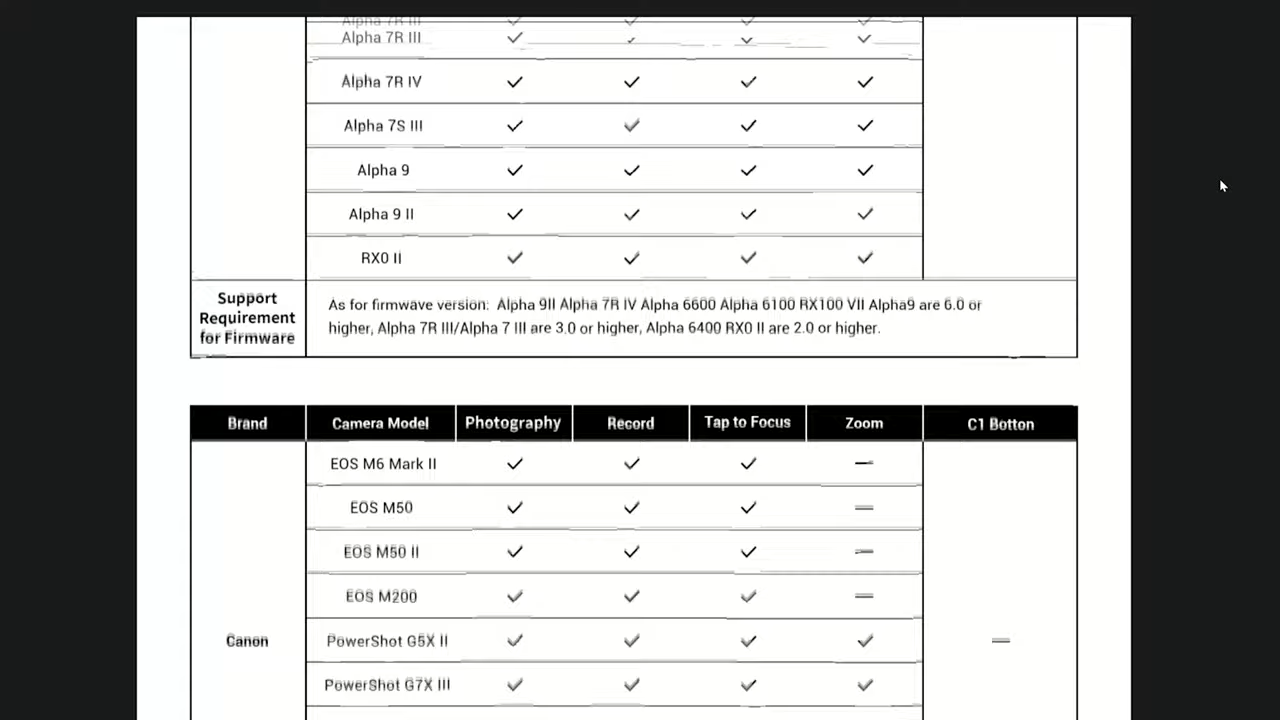 Alpha 7R III
Alpha 7R III ✓ ✓ ✓ ✓
Alpha 7R IV ✓ ✓ ✓ ✓
Alpha 7S III ✓ ✓ ✓ ✓
Alpha 9 ✓ ✓ ✓ ✓
Alpha 9 II ✓ ✓ ✓ ✓
RX0 II ✓ ✓ ✓ ✓
Support
Requirement
for Firmware
As for firmwave version: Alpha 9II Alpha 7R IV Alpha 6600 Alpha 6100 RX100 VII Alpha9 are 6.0 or
higher, Alpha 7R III/Alpha 7 III are 3.0 or higher, Alpha 6400 RX0 II are 2.0 or higher.
Brand Camera Model Photography Record Tap to Focus Zoom C1 Botton
EOS M6 Mark II ✓ ✓ ✓ —
EOS M50 ✓ ✓ ✓ —
EOS M50 II ✓ ✓ ✓ —
EOS M200 ✓ ✓ ✓ —
Canon PowerShot G5X II ✓ ✓ ✓ ✓ —
PowerShot G7X III ✓ ✓ ✓ ✓